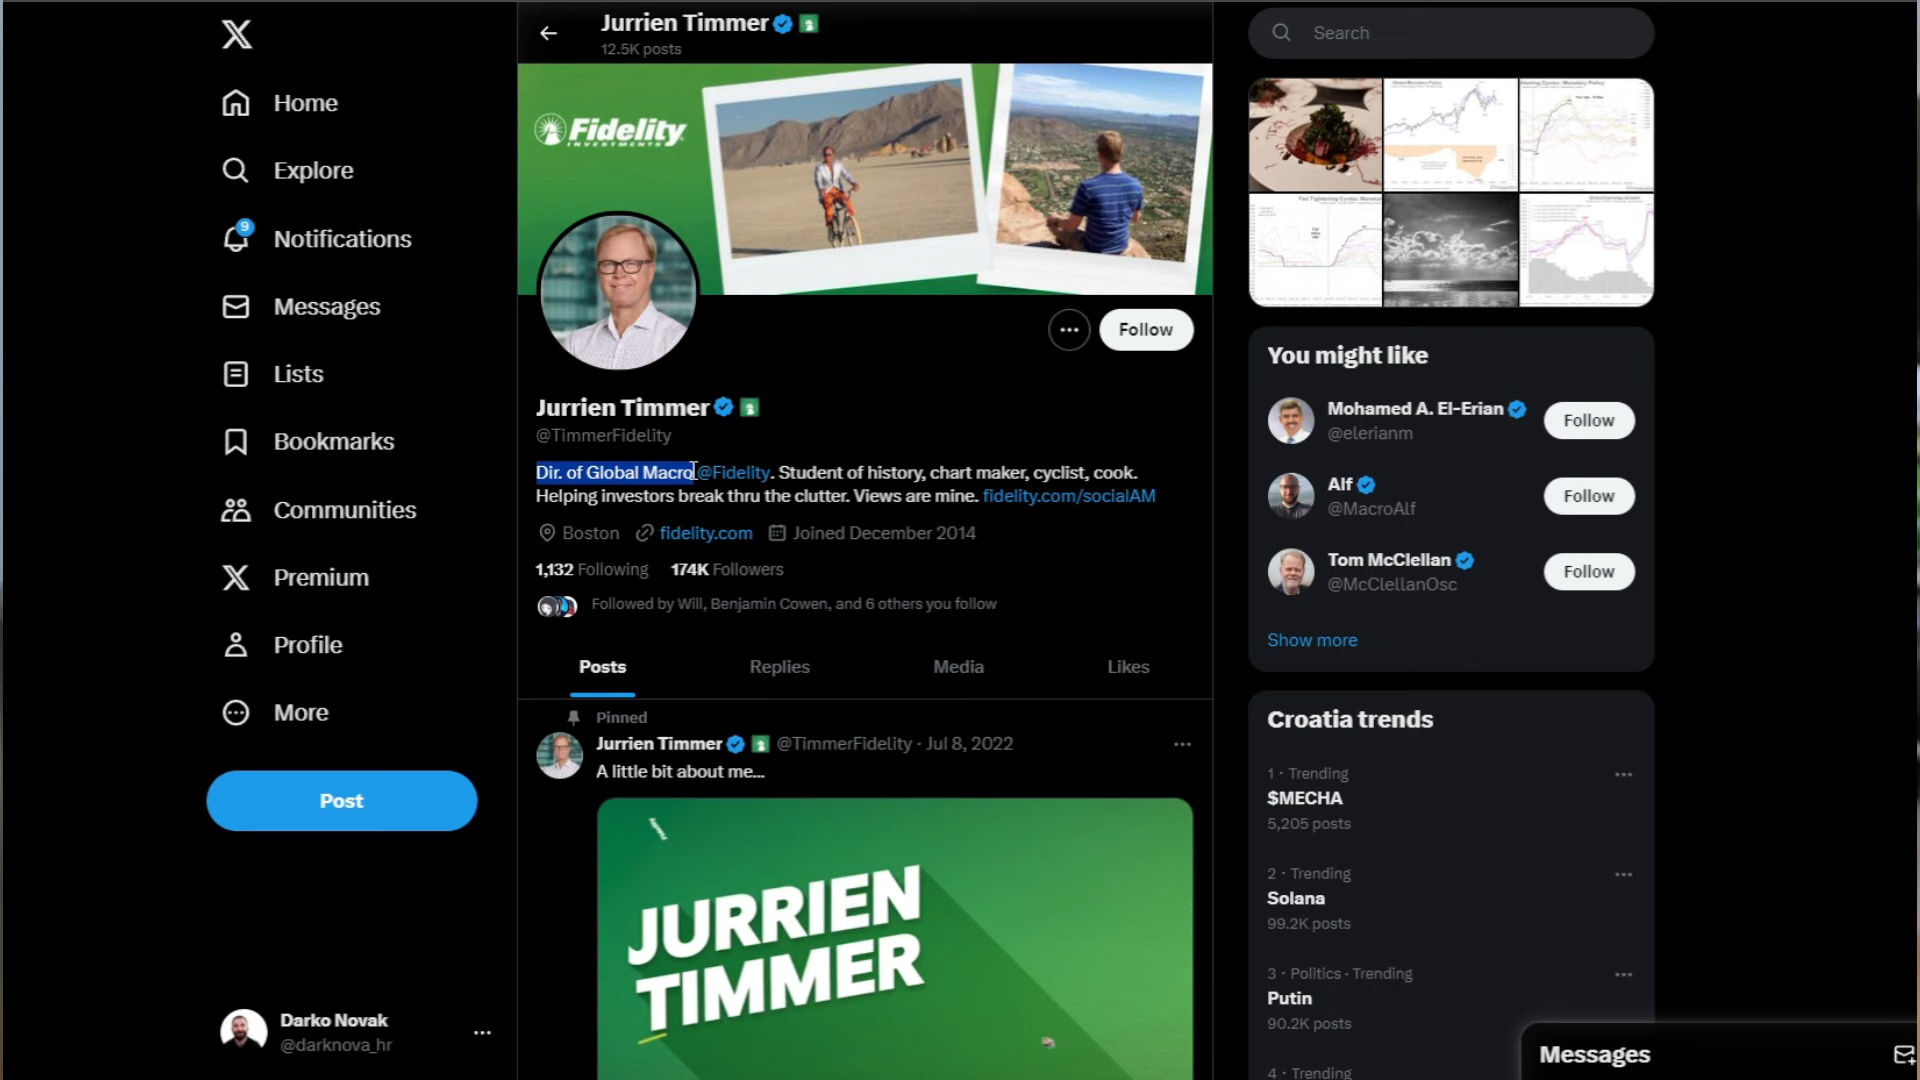 Jurrien Timmer
12.5K posts
Search
Home
Explore
9
Notifications
Messages
Lists
Bookmarks
Communities
Premium
Profile
More
Post
Darko Novak
@darknova_hr
Fidelity
INVESTMENTS
Follow
Jurrien Timmer
@TimmerFidelity
Dir. of Global Macro @Fidelity. Student of history, chart maker, cyclist, cook.
Helping investors break thru the clutter. Views are mine. fidelity.com/socialAM
Boston fidelity.com Joined December 2014
1,132 Following 174K Followers
Followed by Will, Benjamin Cowen, and 6 others you follow
Posts Replies Media Likes
Pinned
Jurrien Timmer @TimmerFidelity · Jul 8, 2022
A little bit about me...
JURRIEN
TIMMER
You might like
Mohamed A. El-Erian
@elerianm
Follow
Alf
@MacroAlf
Follow
Tom McClellan
@McClellanOsc
Follow
Show more
Croatia trends
1 · Trending
$MECHA
5,205 posts
2 · Trending
Solana
99.2K posts
3 · Politics · Trending
Putin
90.2K posts
4 · Trending
Messages